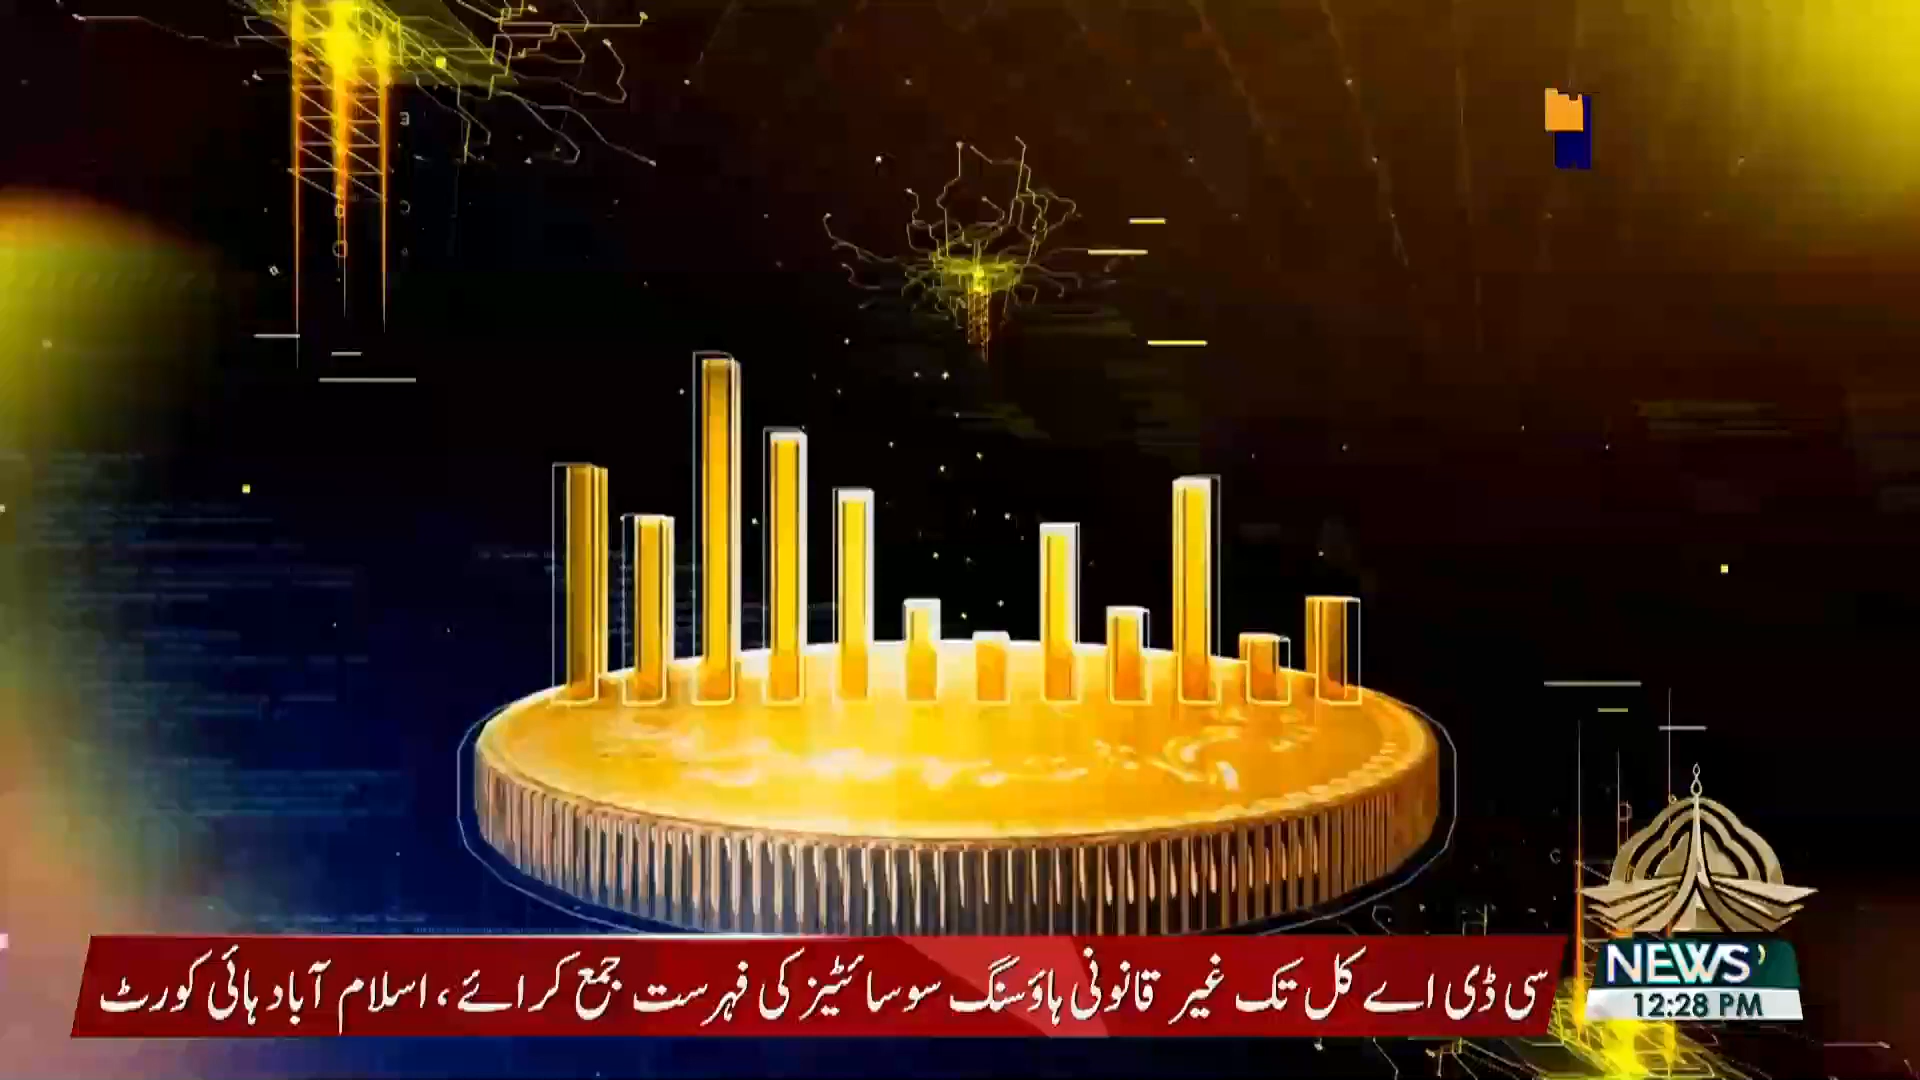 سی ڈی اے کل تک غیر قانونی ہاؤسنگ سوسائٹیز کی فہرست جمع کرائے، اسلام آباد ہائی کورٹ
NEWS
12:28 PM